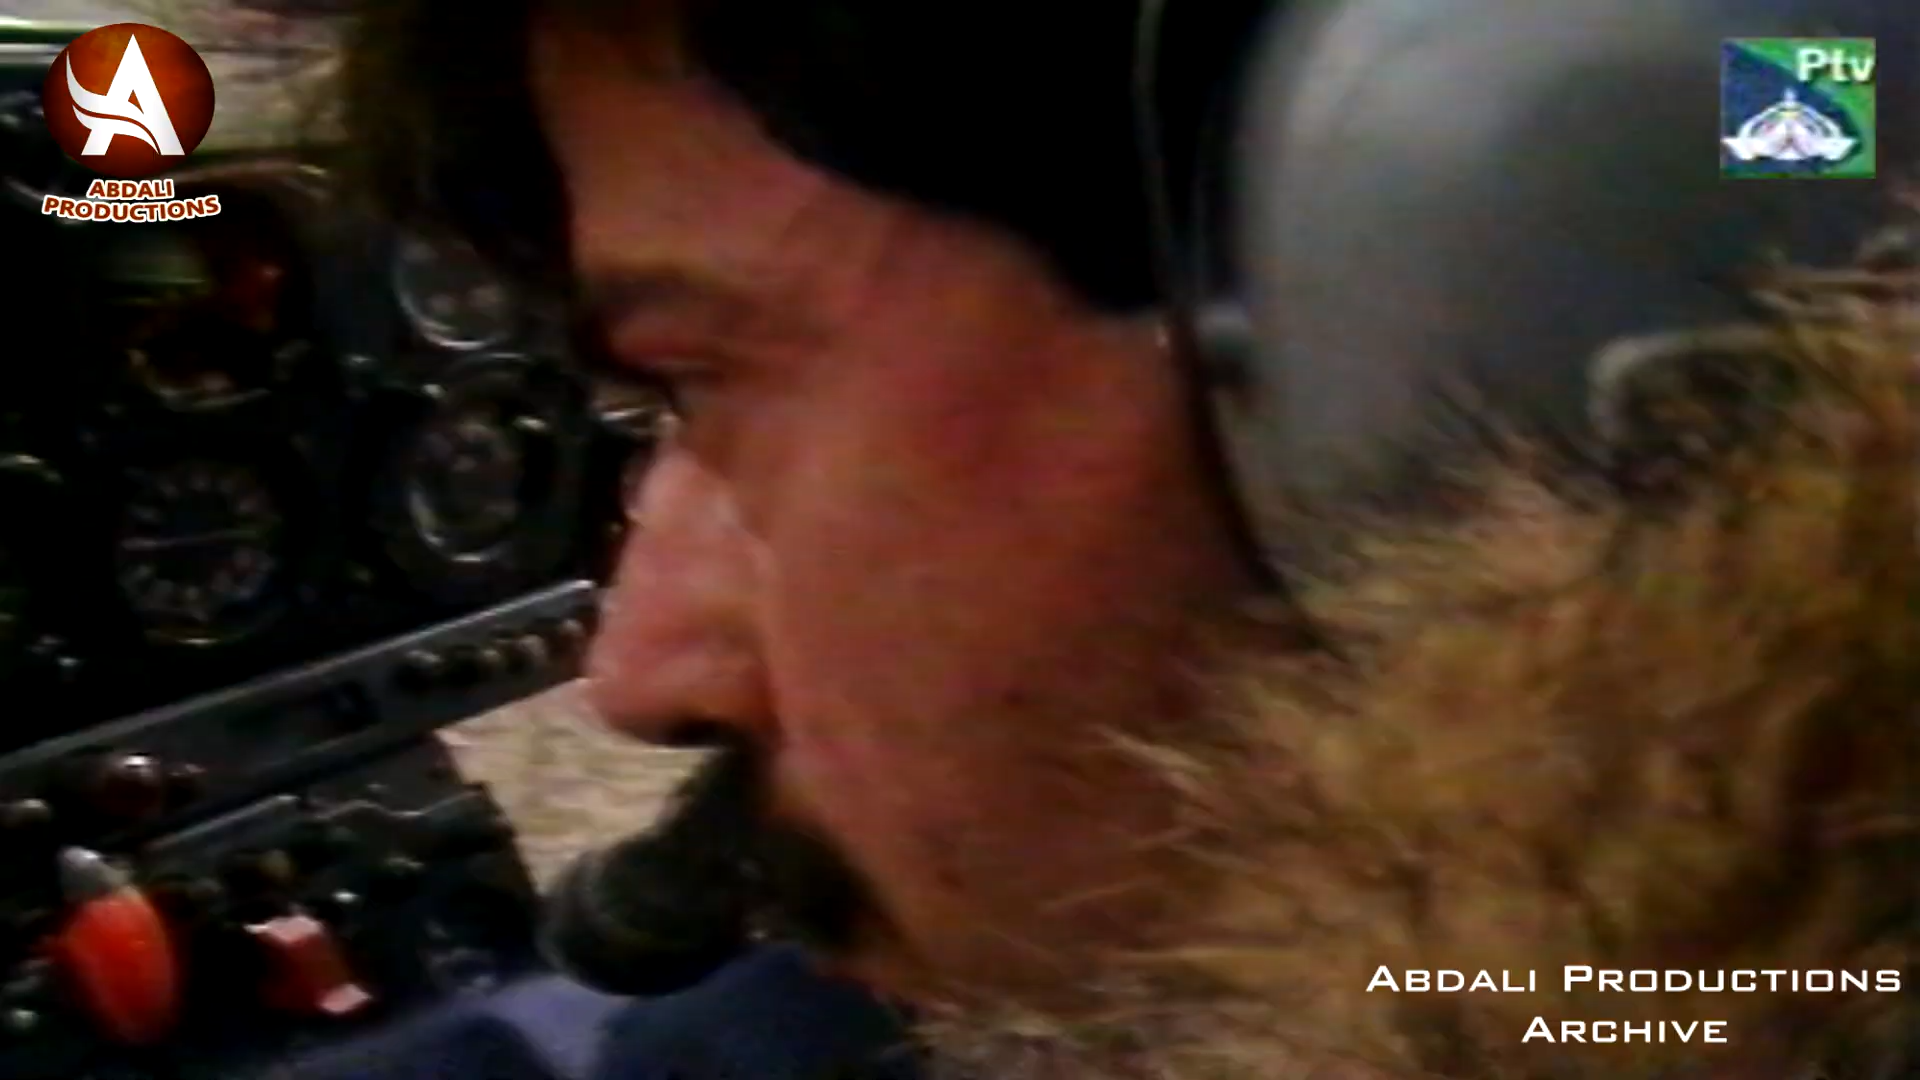 ABDALI
PRODUCTIONS
Ptv
ABDALI PRODUCTIONS
ARCHIVE